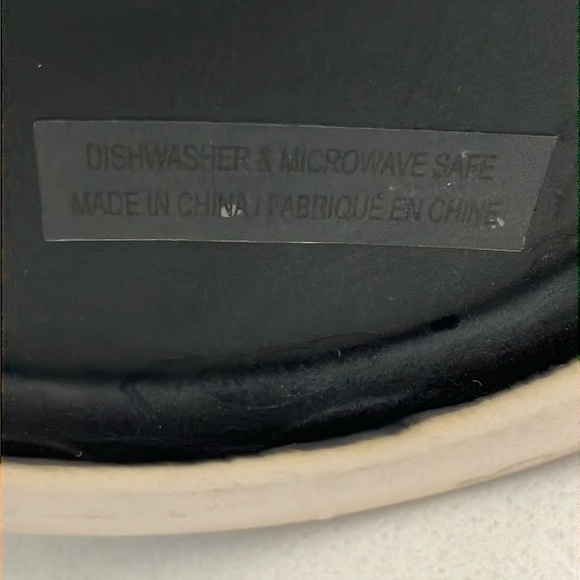 DISHWASHER & MICROWAVE SAFE
MADE IN CHINA / FABRIQUÉ EN CHINE